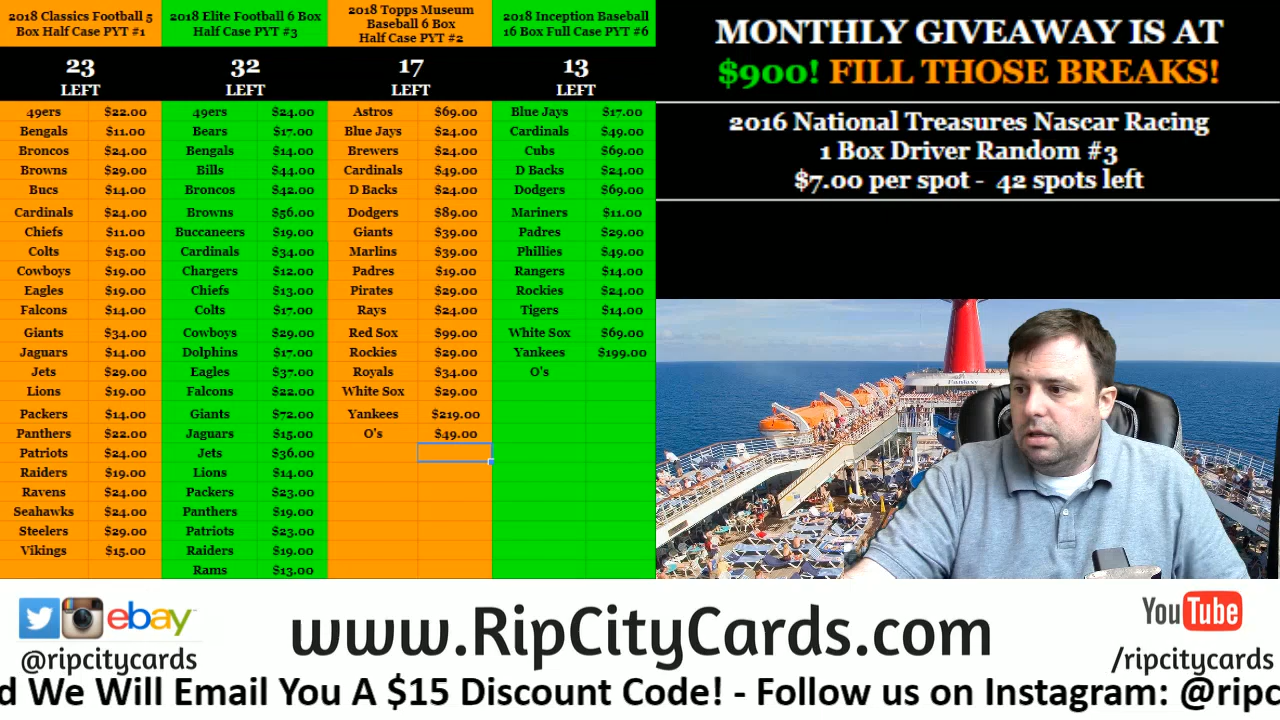 2018 Classics Football 5
Box Half Case PYT #1
23
LEFT
49ers $22.00
Bengals $11.00
Broncos $24.00
Browns $29.00
Bucs $14.00
Cardinals $24.00
Chiefs $11.00
Colts $15.00
Cowboys $19.00
Eagles $19.00
Falcons $14.00
Giants $34.00
Jaguars $14.00
Jets $29.00
Lions $19.00
Packers $14.00
Panthers $22.00
Patriots $24.00
Raiders $19.00
Ravens $24.00
Seahawks $24.00
Steelers $29.00
Vikings $15.00
2018 Elite Football 6 Box
Half Case PYT #3
32
LEFT
49ers $24.00
Bears $17.00
Bengals $14.00
Bills $44.00
Broncos $42.00
Browns $56.00
Buccaneers $19.00
Cardinals $34.00
Chargers $12.00
Chiefs $13.00
Colts $17.00
Cowboys $29.00
Dolphins $17.00
Eagles $37.00
Falcons $22.00
Giants $72.00
Jaguars $15.00
Jets $36.00
Lions $14.00
Packers $23.00
Panthers $19.00
Patriots $23.00
Raiders $19.00
Rams $13.00
2018 Topps Museum
Baseball 6 Box
Half Case PYT #2
17
LEFT
Astros $69.00
Blue Jays $24.00
Brewers $24.00
Cardinals $49.00
D Backs $24.00
Dodgers $89.00
Giants $39.00
Marlins $39.00
Padres $19.00
Pirates $29.00
Rays $24.00
Red Sox $99.00
Rockies $29.00
Royals $34.00
White Sox $29.00
Yankees $219.00
O's $49.00
2018 Inception Baseball
16 Box Full Case PYT #6
13
LEFT
Blue Jays $17.00
Cardinals $49.00
Cubs $69.00
D Backs $24.00
Dodgers $69.00
Mariners $11.00
Padres $29.00
Phillies $49.00
Rangers $14.00
Rockies $24.00
Tigers $14.00
White Sox $69.00
Yankees $199.00
O's
MONTHLY GIVEAWAY IS AT
$900! FILL THOSE BREAKS!
2016 National Treasures Nascar Racing
1 Box Driver Random #3
$7.00 per spot - 42 spots left
Fantasy
ebay
@ripcitycards
www.RipCityCards.com
YouTube
/ripcitycards
d We Will Email You A $15 Discount Code! - Follow us on Instagram: @ripc